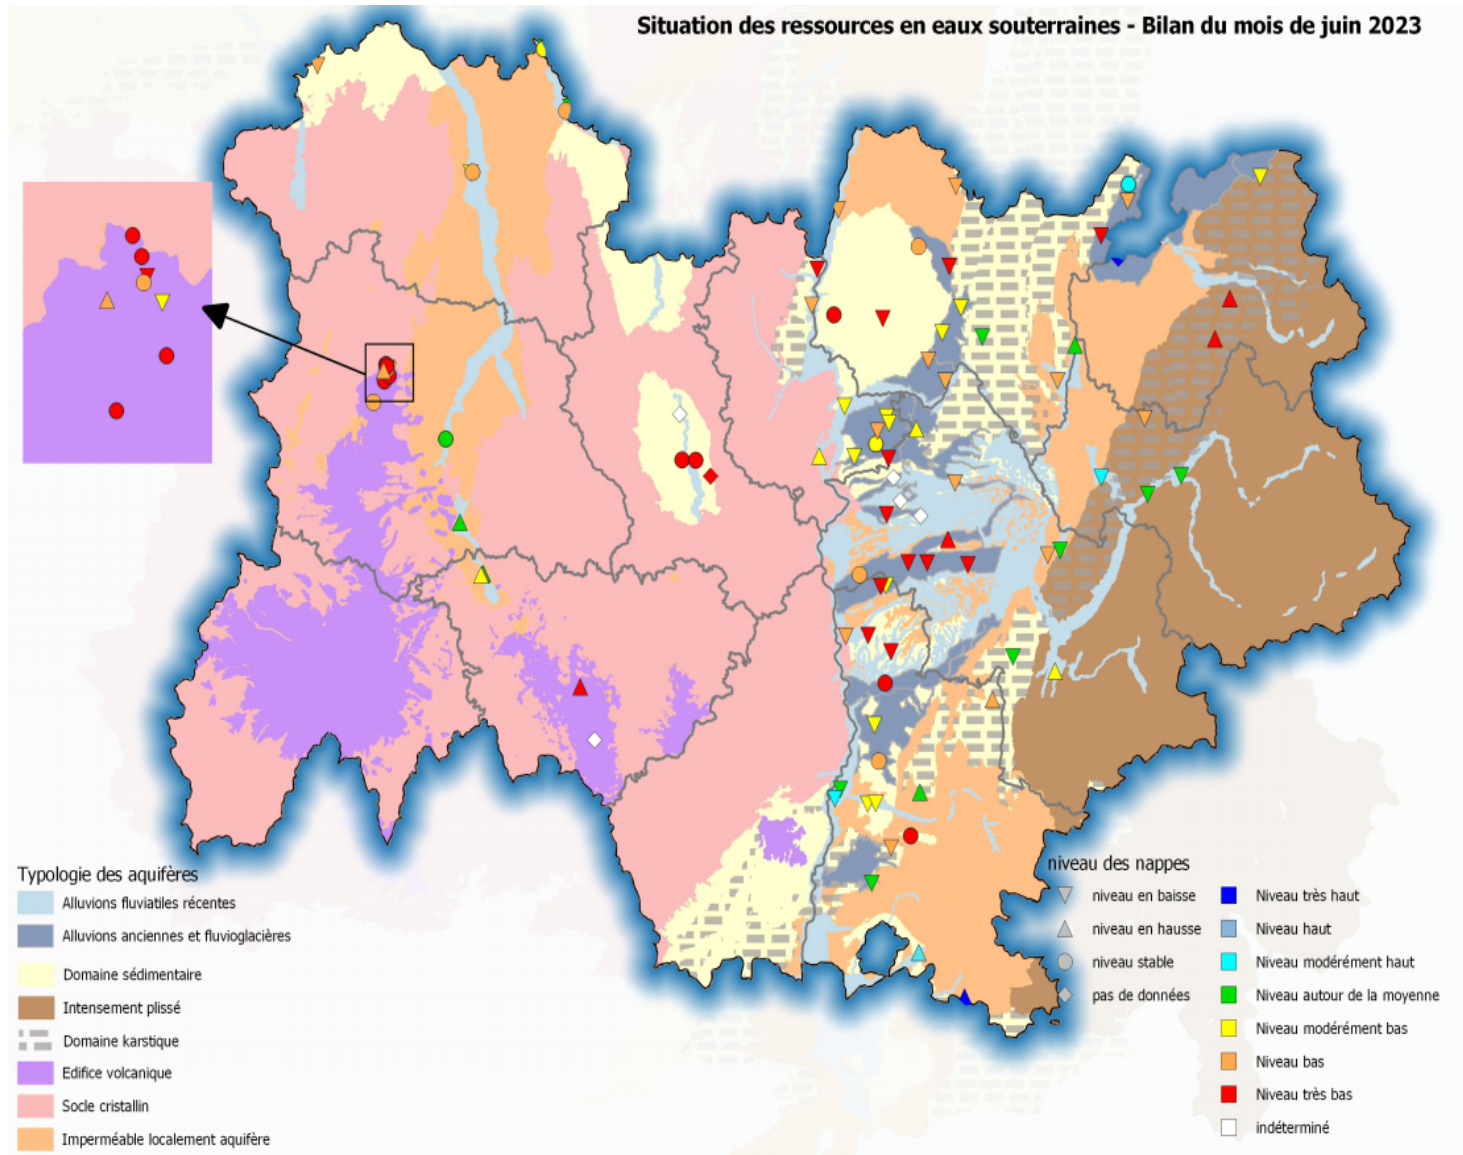 Situation des ressources en eaux souterraines - Bilan du mois de juin 2023
Typologie des aquifères
Alluvions fluviatiles récentes
Alluvions anciennes et fluvioglacières
Domaine sédimentaire
Intensement plissé
Domaine karstique
Edifice volcanique
Socle cristallin
Imperméable localement aquifère
niveau des nappes
niveau en baisse
niveau en hausse
niveau stable
pas de données
Niveau très haut
Niveau haut
Niveau modérément haut
Niveau autour de la moyenne
Niveau modérément bas
Niveau bas
Niveau très bas
indéterminé